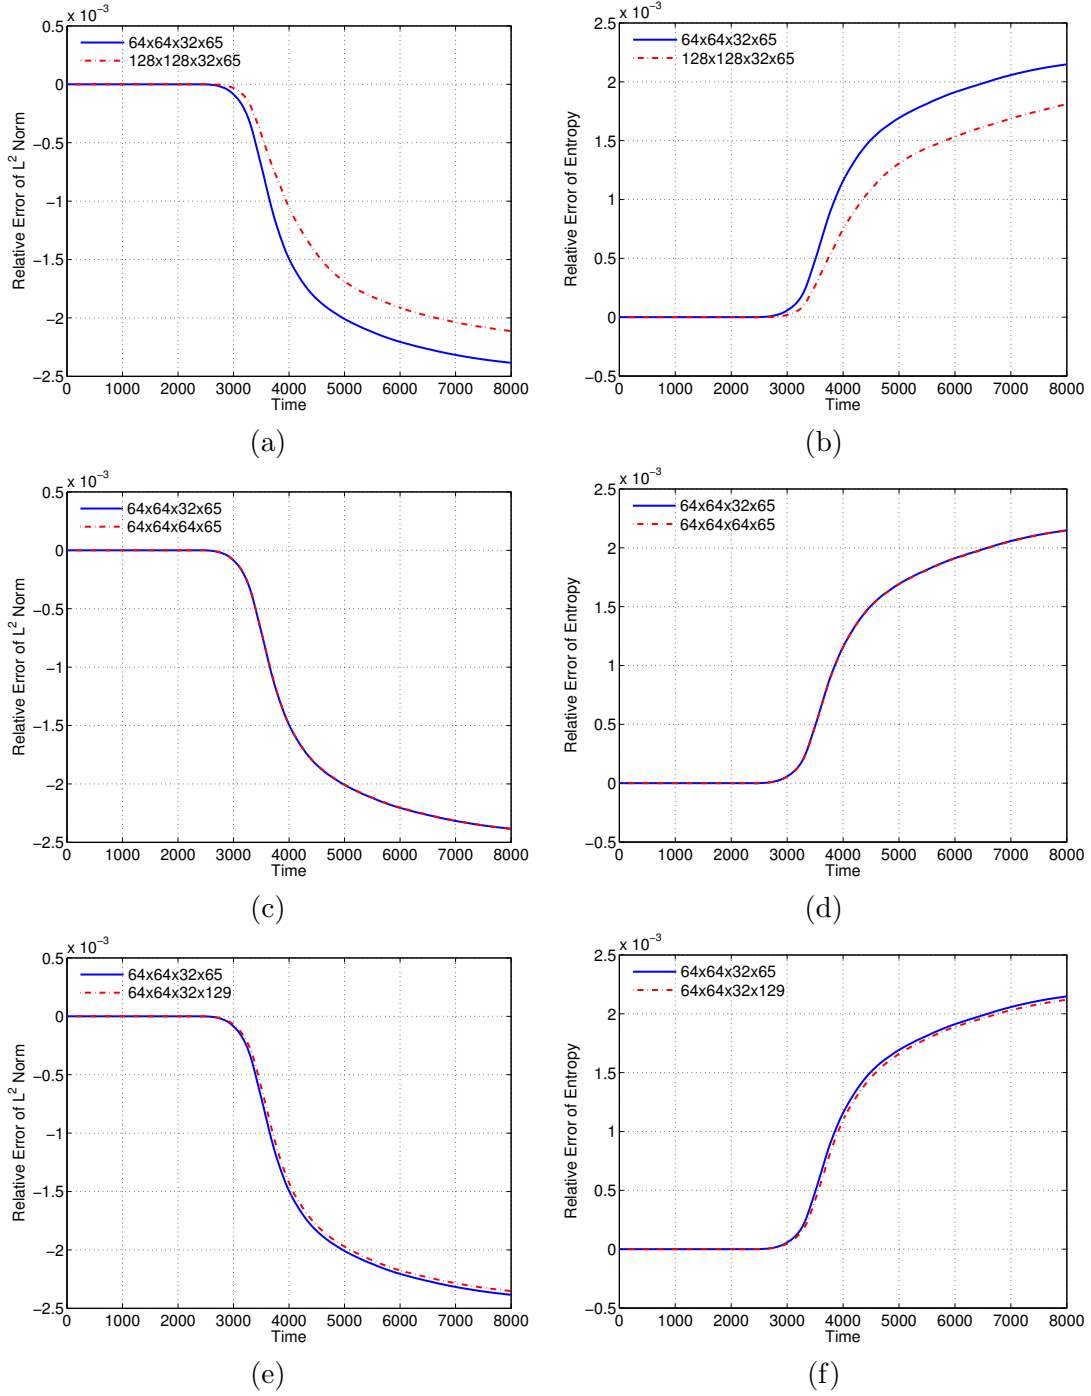 x 10⁻³
0.5
0
−0.5
−1
−1.5
−2
−2.5
Relative Error of L² Norm
64x64x32x65
128x128x32x65
0 1000 2000 3000 4000 5000 6000 7000 8000
Time
(a)
x 10⁻³
2.5
2
1.5
1
0.5
0
−0.5
Relative Error of Entropy
64x64x32x65
128x128x32x65
0 1000 2000 3000 4000 5000 6000 7000 8000
Time
(b)
x 10⁻³
0.5
0
−0.5
−1
−1.5
−2
−2.5
Relative Error of L² Norm
64x64x32x65
64x64x64x65
0 1000 2000 3000 4000 5000 6000 7000 8000
Time
(c)
x 10⁻³
2.5
2
1.5
1
0.5
0
−0.5
Relative Error of Entropy
64x64x32x65
64x64x64x65
0 1000 2000 3000 4000 5000 6000 7000 8000
Time
(d)
x 10⁻³
0.5
0
−0.5
−1
−1.5
−2
−2.5
Relative Error of L² Norm
64x64x32x65
64x64x32x129
0 1000 2000 3000 4000 5000 6000 7000 8000
Time
(e)
x 10⁻³
2.5
2
1.5
1
0.5
0
−0.5
Relative Error of Entropy
64x64x32x65
64x64x32x129
0 1000 2000 3000 4000 5000 6000 7000 8000
Time
(f)